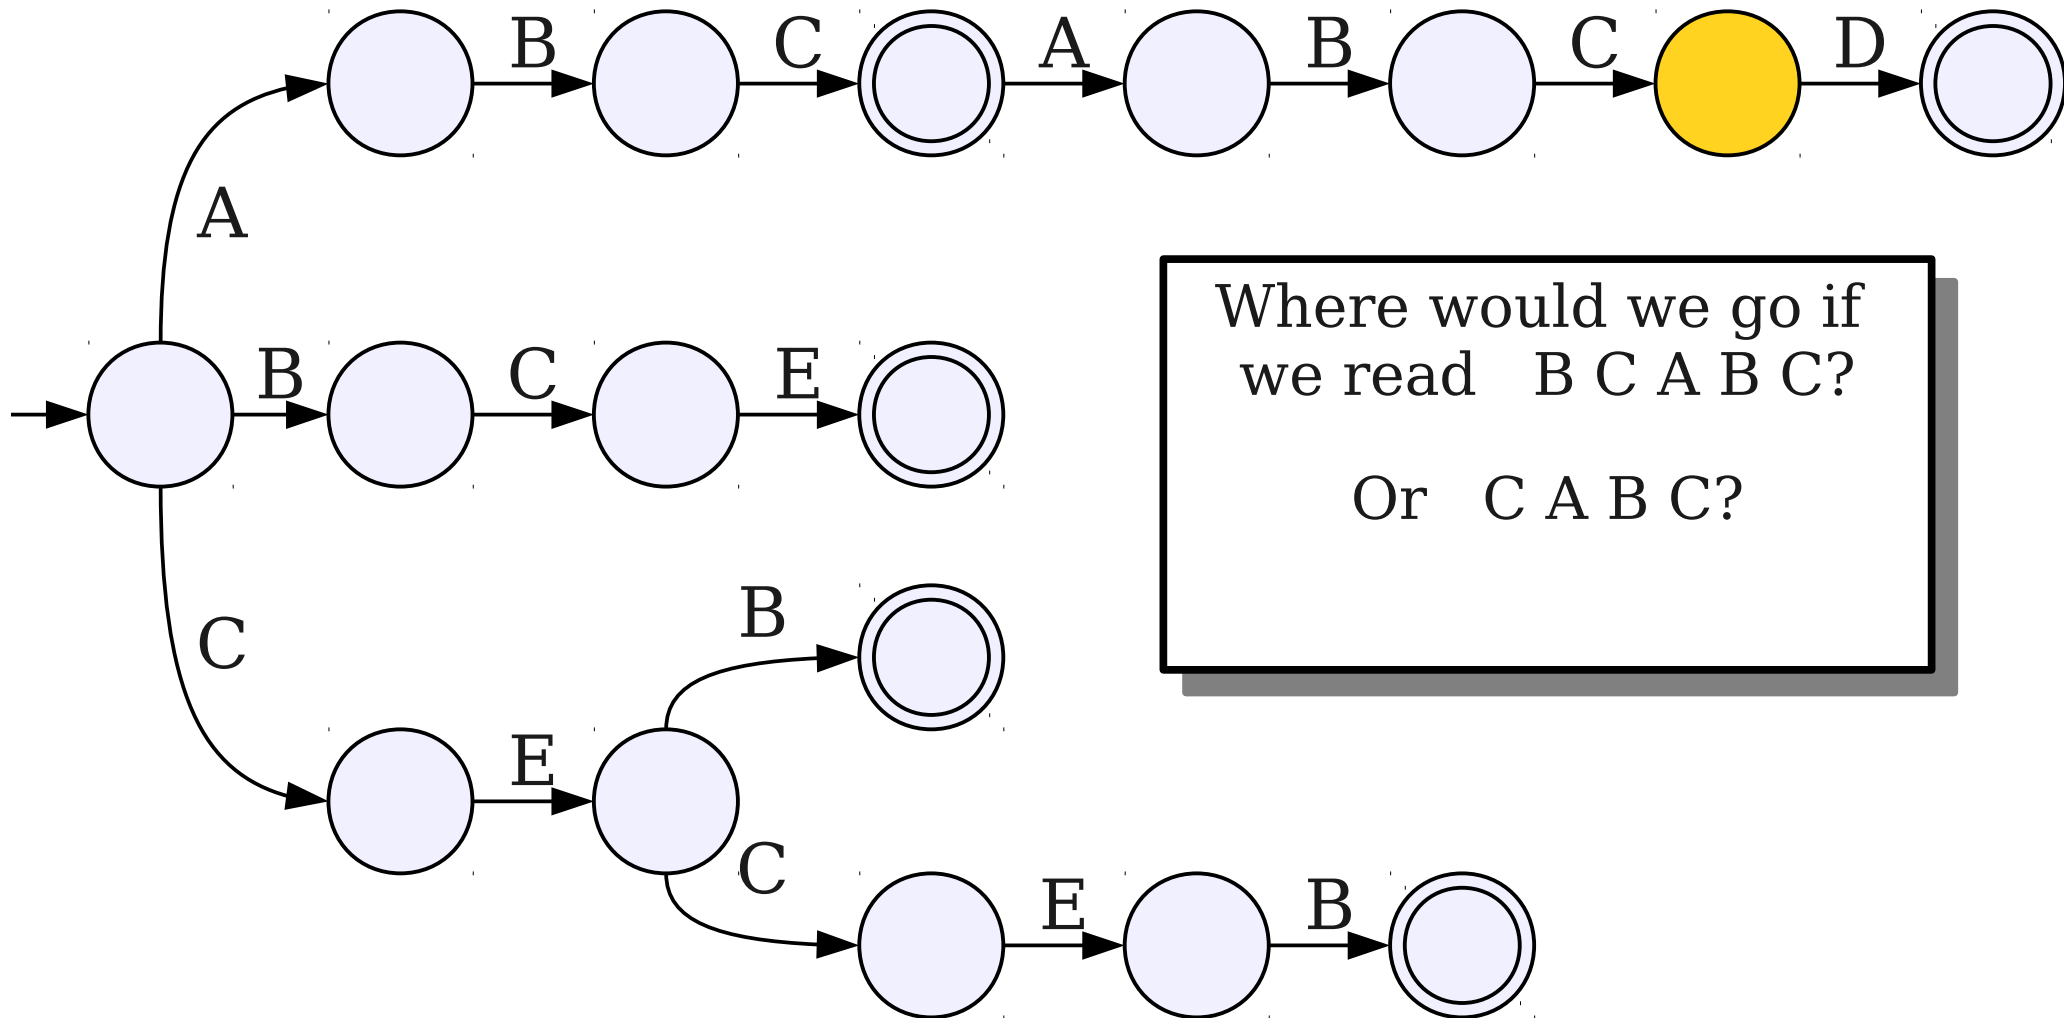 B C A B C D
A
Where would we go if
we read B C A B C?
Or C A B C?
B C E
B
C
E
C
E B